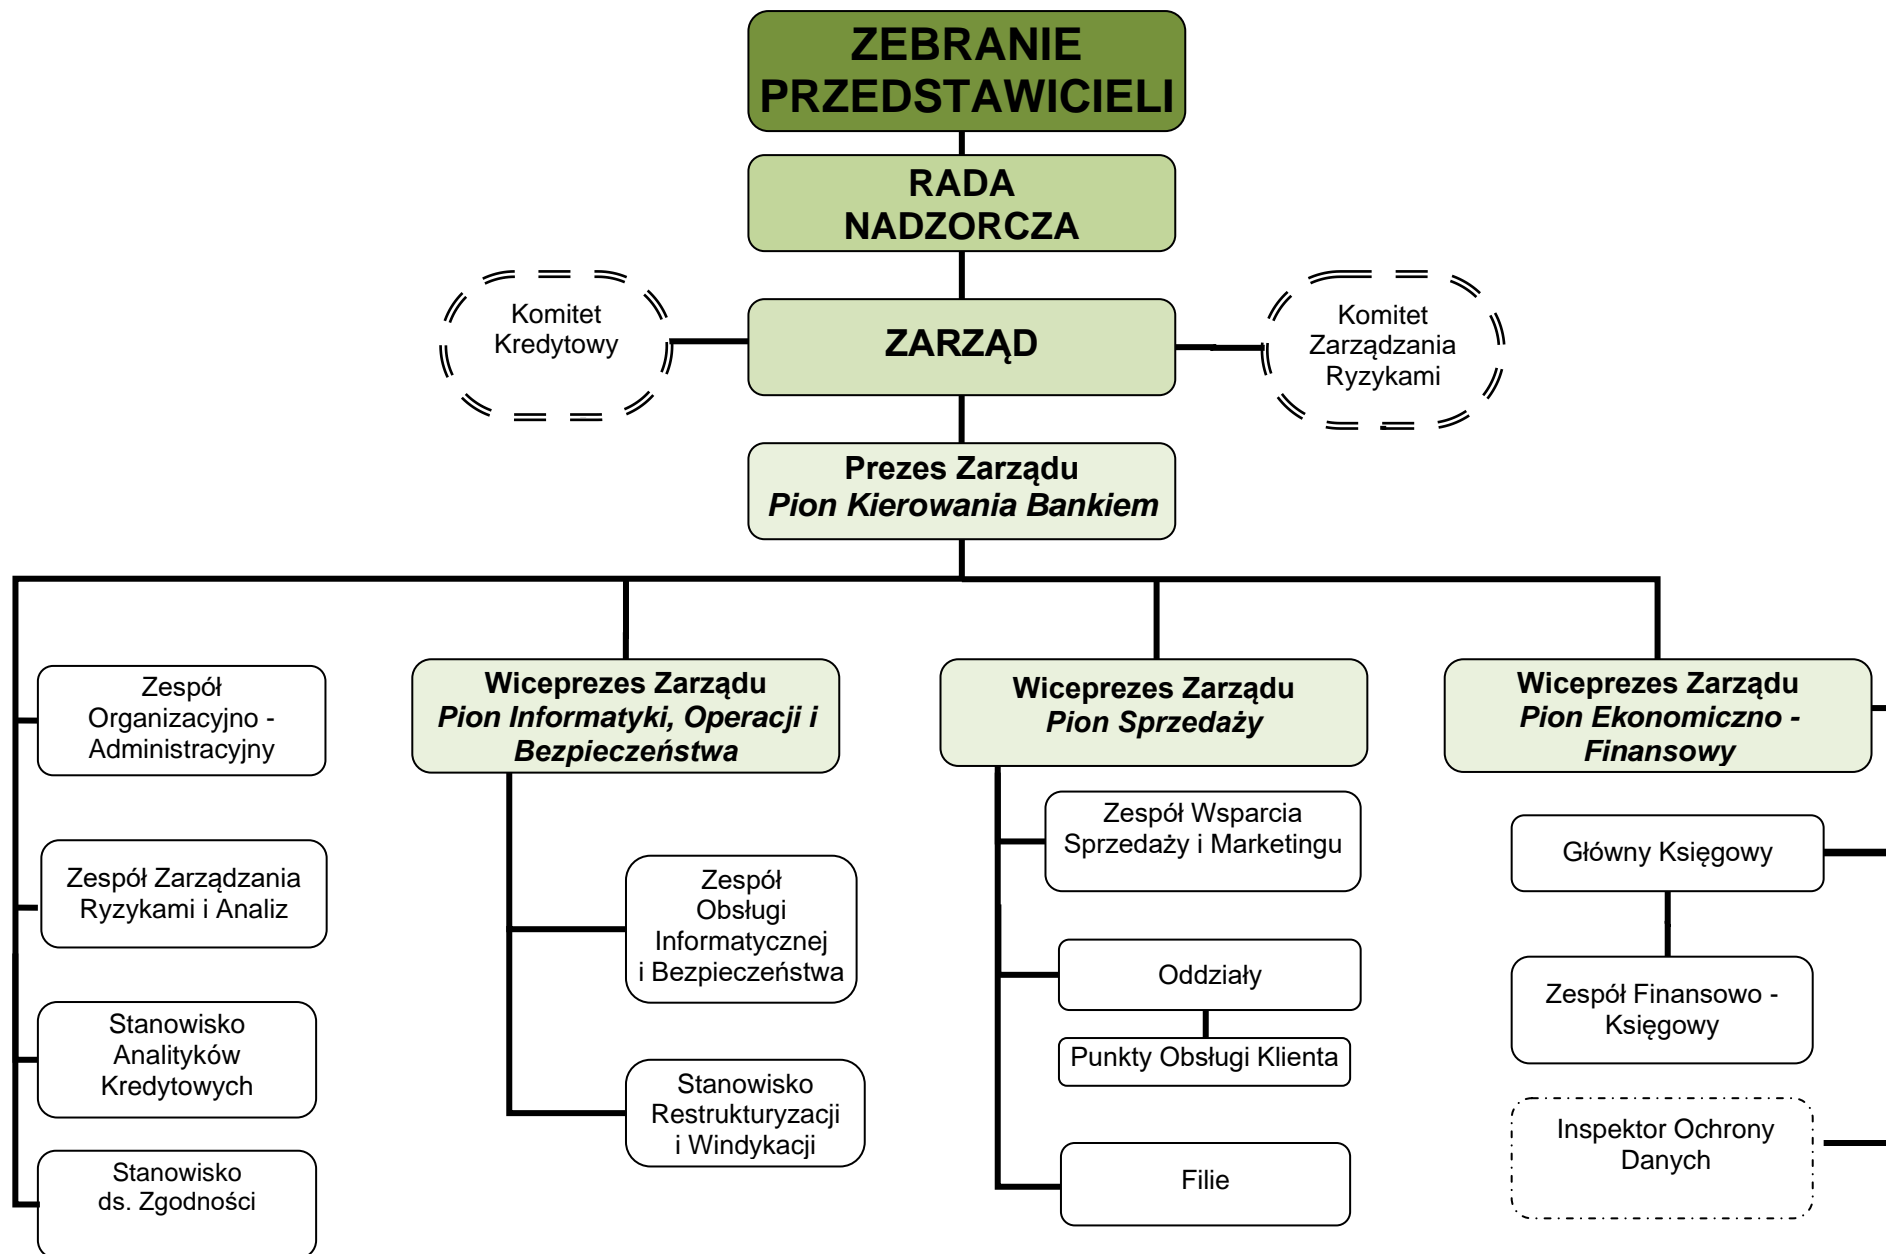 ZEBRANIE
PRZEDSTAWICIELI
RADA
NADZORCZA
Komitet
Kredytowy
ZARZĄD
Komitet
Zarządzania
Ryzykami
Prezes Zarządu
Pion Kierowania Bankiem
Zespół
Organizacyjno -
Administracyjny
Zespół Zarządzania
Ryzykami i Analiz
Stanowisko
Analityków
Kredytowych
Stanowisko
ds. Zgodności
Wiceprezes Zarządu
Pion Informatyki, Operacji i
Bezpieczeństwa
Zespół
Obsługi
Informatycznej
i Bezpieczeństwa
Stanowisko
Restrukturyzacji
i Windykacji
Wiceprezes Zarządu
Pion Sprzedaży
Zespół Wsparcia
Sprzedaży i Marketingu
Oddziały
Punkty Obsługi Klienta
Filie
Wiceprezes Zarządu
Pion Ekonomiczno -
Finansowy
Główny Księgowy
Zespół Finansowo -
Księgowy
Inspektor Ochrony
Danych